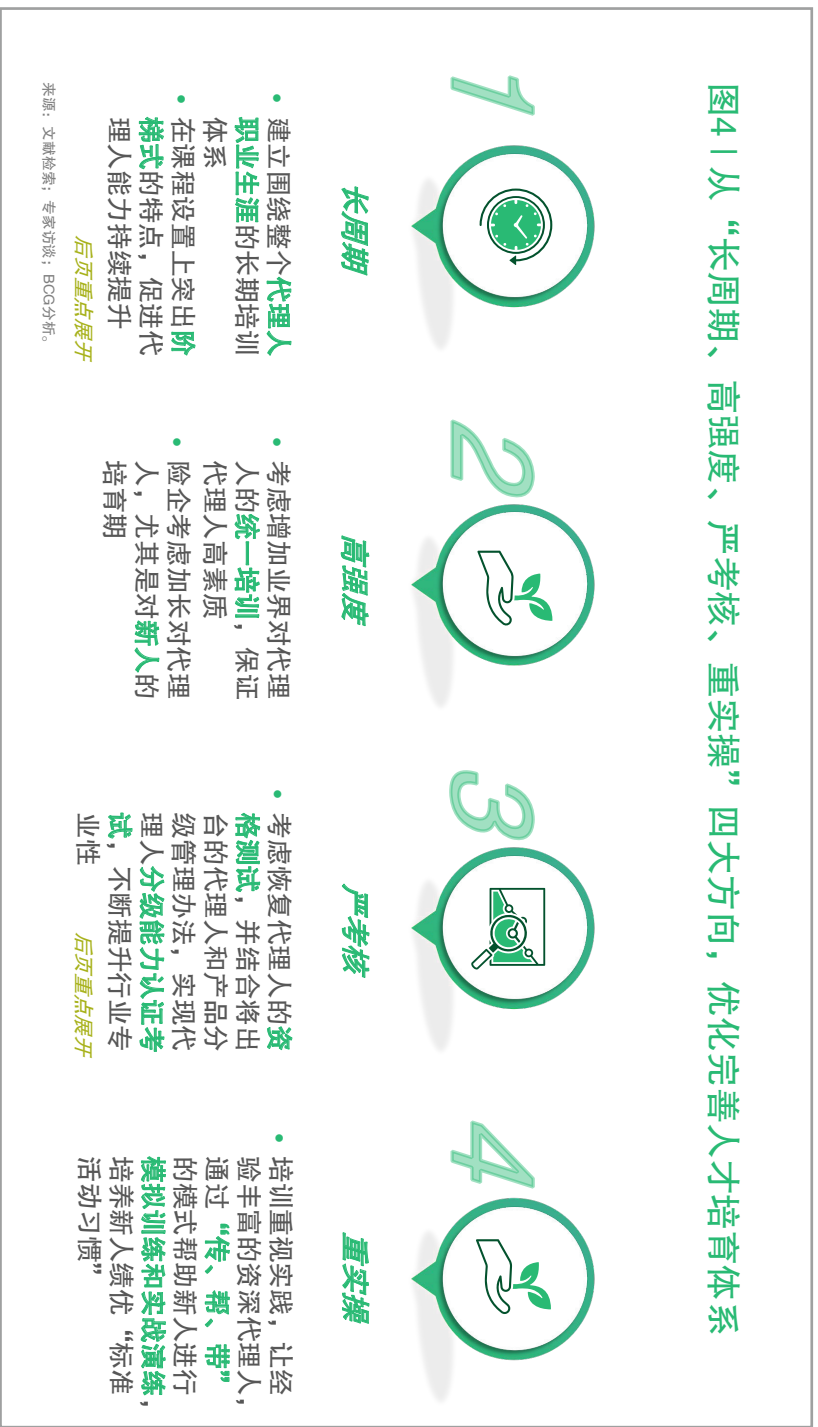 图4 | 从“长周期、高强度、严考核、重实操”四大方向，优化完善人才培育体系
1
长周期
• 建立围绕整个代理人
职业生涯的长期培训
体系
• 在课程设置上突出阶
梯式的特点，促进代
理人能力持续提升
后页重点展开
2
高强度
• 考虑增加业界对代理
人的统一培训，保证
代理人高素质
• 险企考虑加长对代理
人，尤其是对新人的
培育期
3
严考核
• 考虑恢复代理人的资
格测试，并结合将出
台的代理人和产品分
级管理办法，实现代
理人分级能力认证考
试，不断提升行业专
业性
后页重点展开
4
重实操
• 培训重视实践，让经
验丰富的资深代理人，
通过“传、帮、带”
的模式帮助新人进行
模拟训练和实战演练，
培养新人绩优“标准
活动习惯”
来源：文献检索；专家访谈；BCG分析。